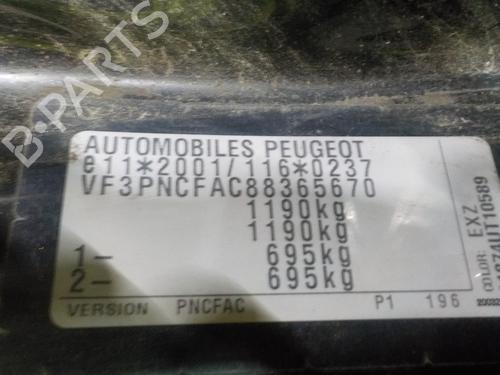 B-PARTS
AUTOMOBILES PEUGEOT
e11*2001/116*0237
VF3PNCFAC88365670
1190kg
1190kg
1- 695kg
2- 695kg
VERSION PNCFAC P1 196
COLOR: EXZ